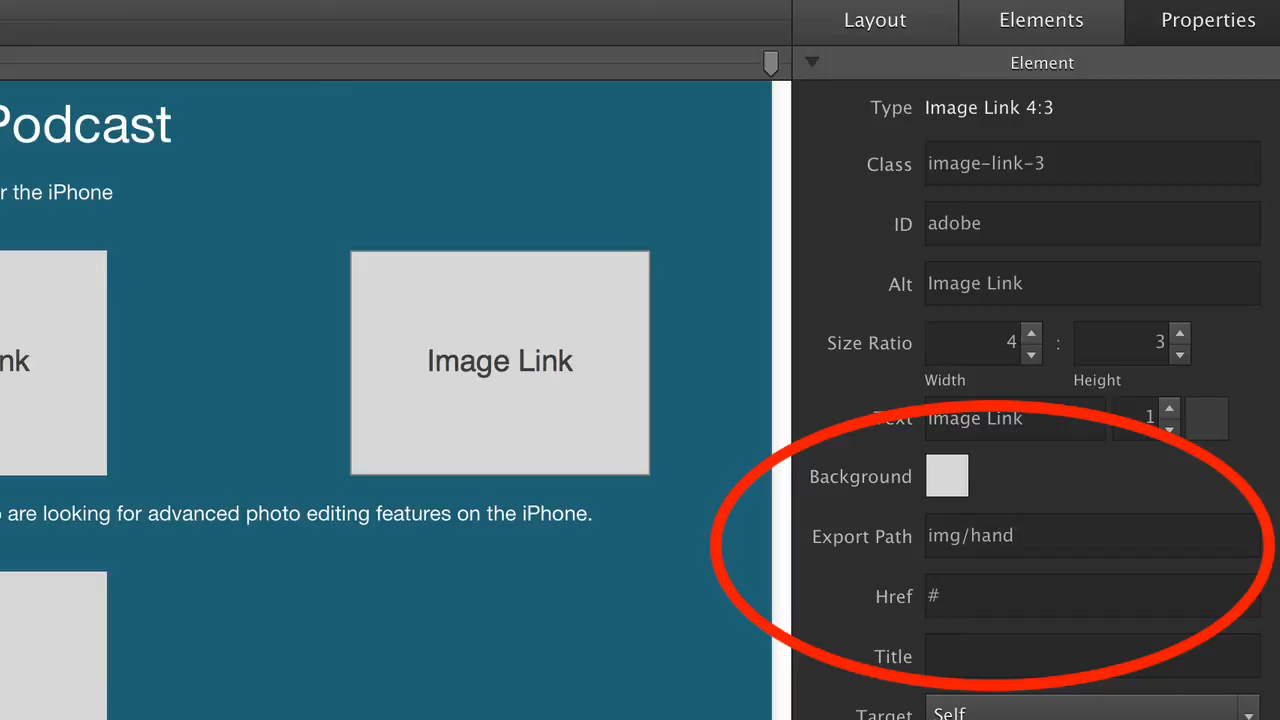 Layout
Elements
Properties
Element
Podcast
r the iPhone
nk
Image Link
are looking for advanced photo editing features on the iPhone.
Type Image Link 4:3
Class image-link-3
ID adobe
Alt Image Link
Size Ratio 4 : 3
Width Height
Text Image Link 1
Background
Export Path img/hand
Href #
Title
Target Self